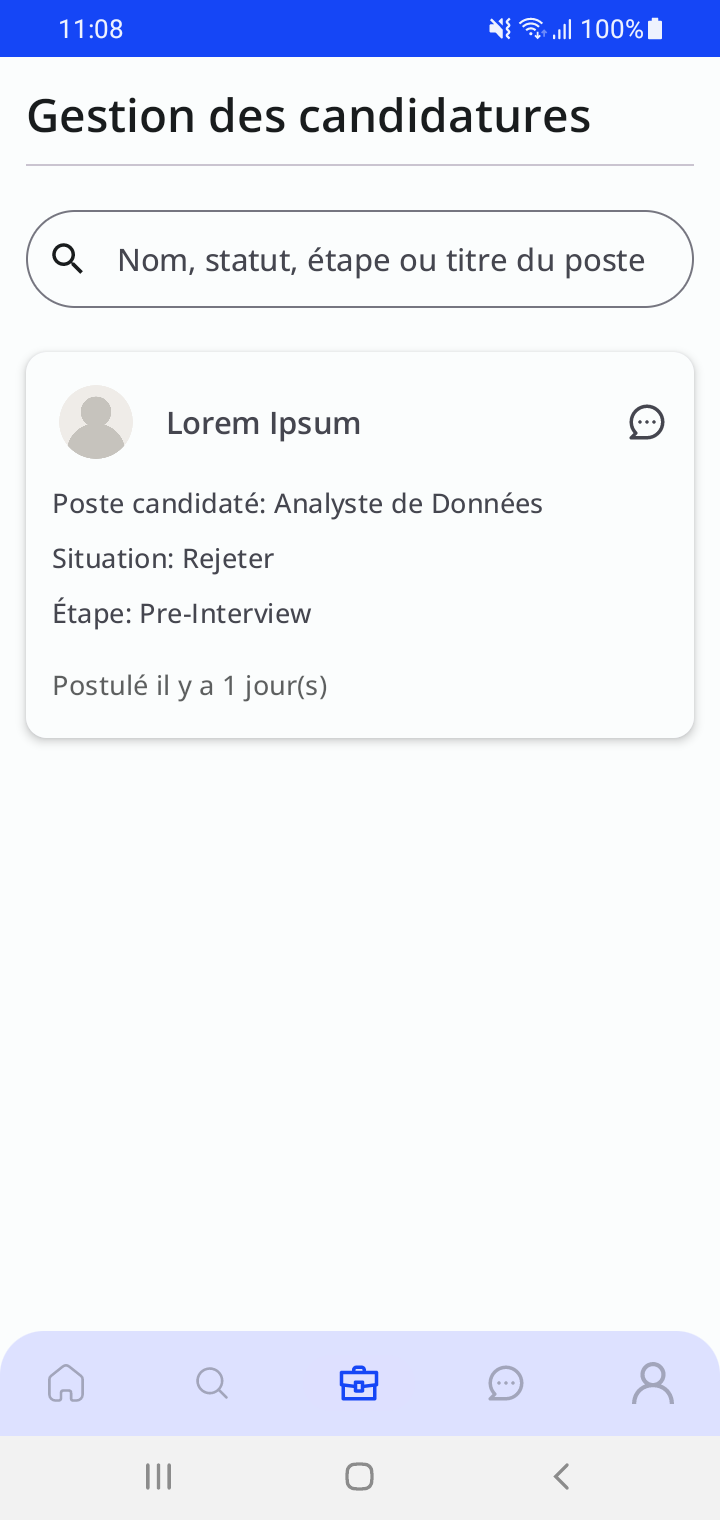 11:08
100%
Gestion des candidatures
Nom, statut, étape ou titre du poste
Lorem Ipsum
Poste candidaté: Analyste de Données
Situation: Rejeter
Étape: Pre-Interview
Postulé il y a 1 jour(s)